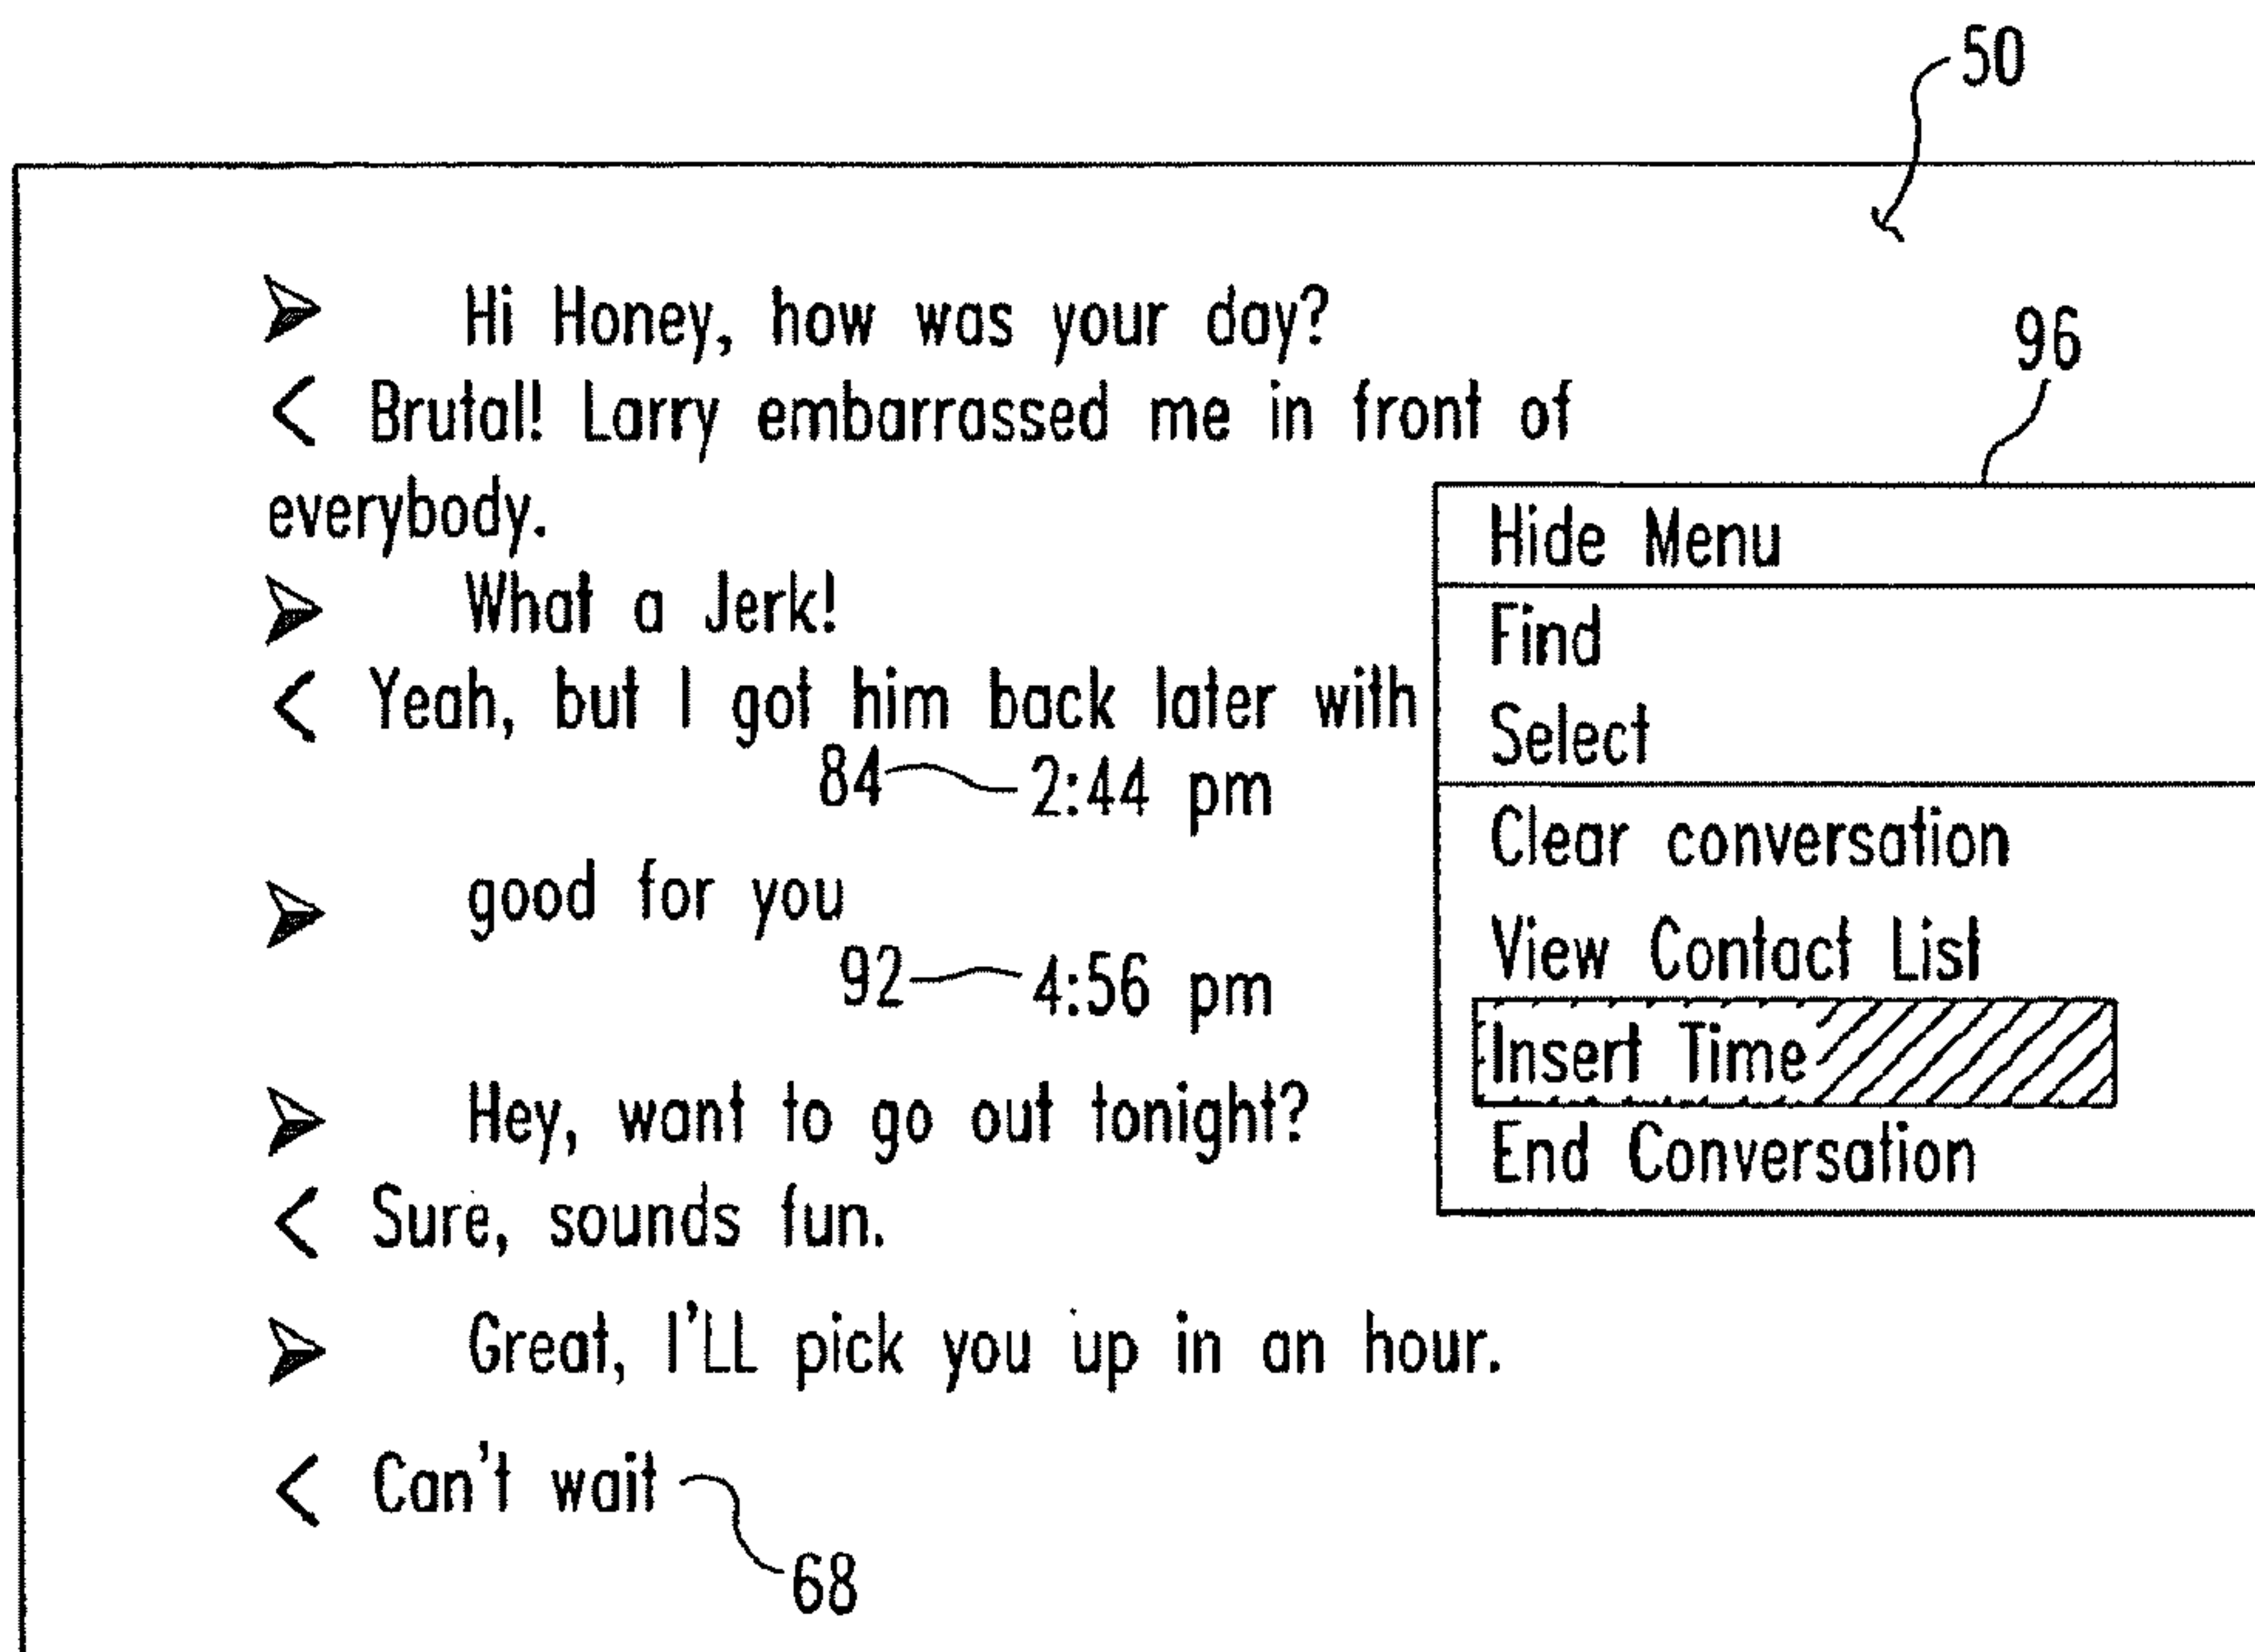 50
➢ Hi Honey, how was your day?
96
< Brutal! Larry embarrassed me in front of
everybody.
➢ What a Jerk!
< Yeah, but I got him back later with
84 2:44 pm
➢ good for you
92 4:56 pm
➢ Hey, want to go out tonight?
< Sure, sounds fun.
➢ Great, I'LL pick you up in an hour.
< Can't wait
68
Hide Menu
Find
Select
Clear conversation
View Contact List
Insert Time
End Conversation